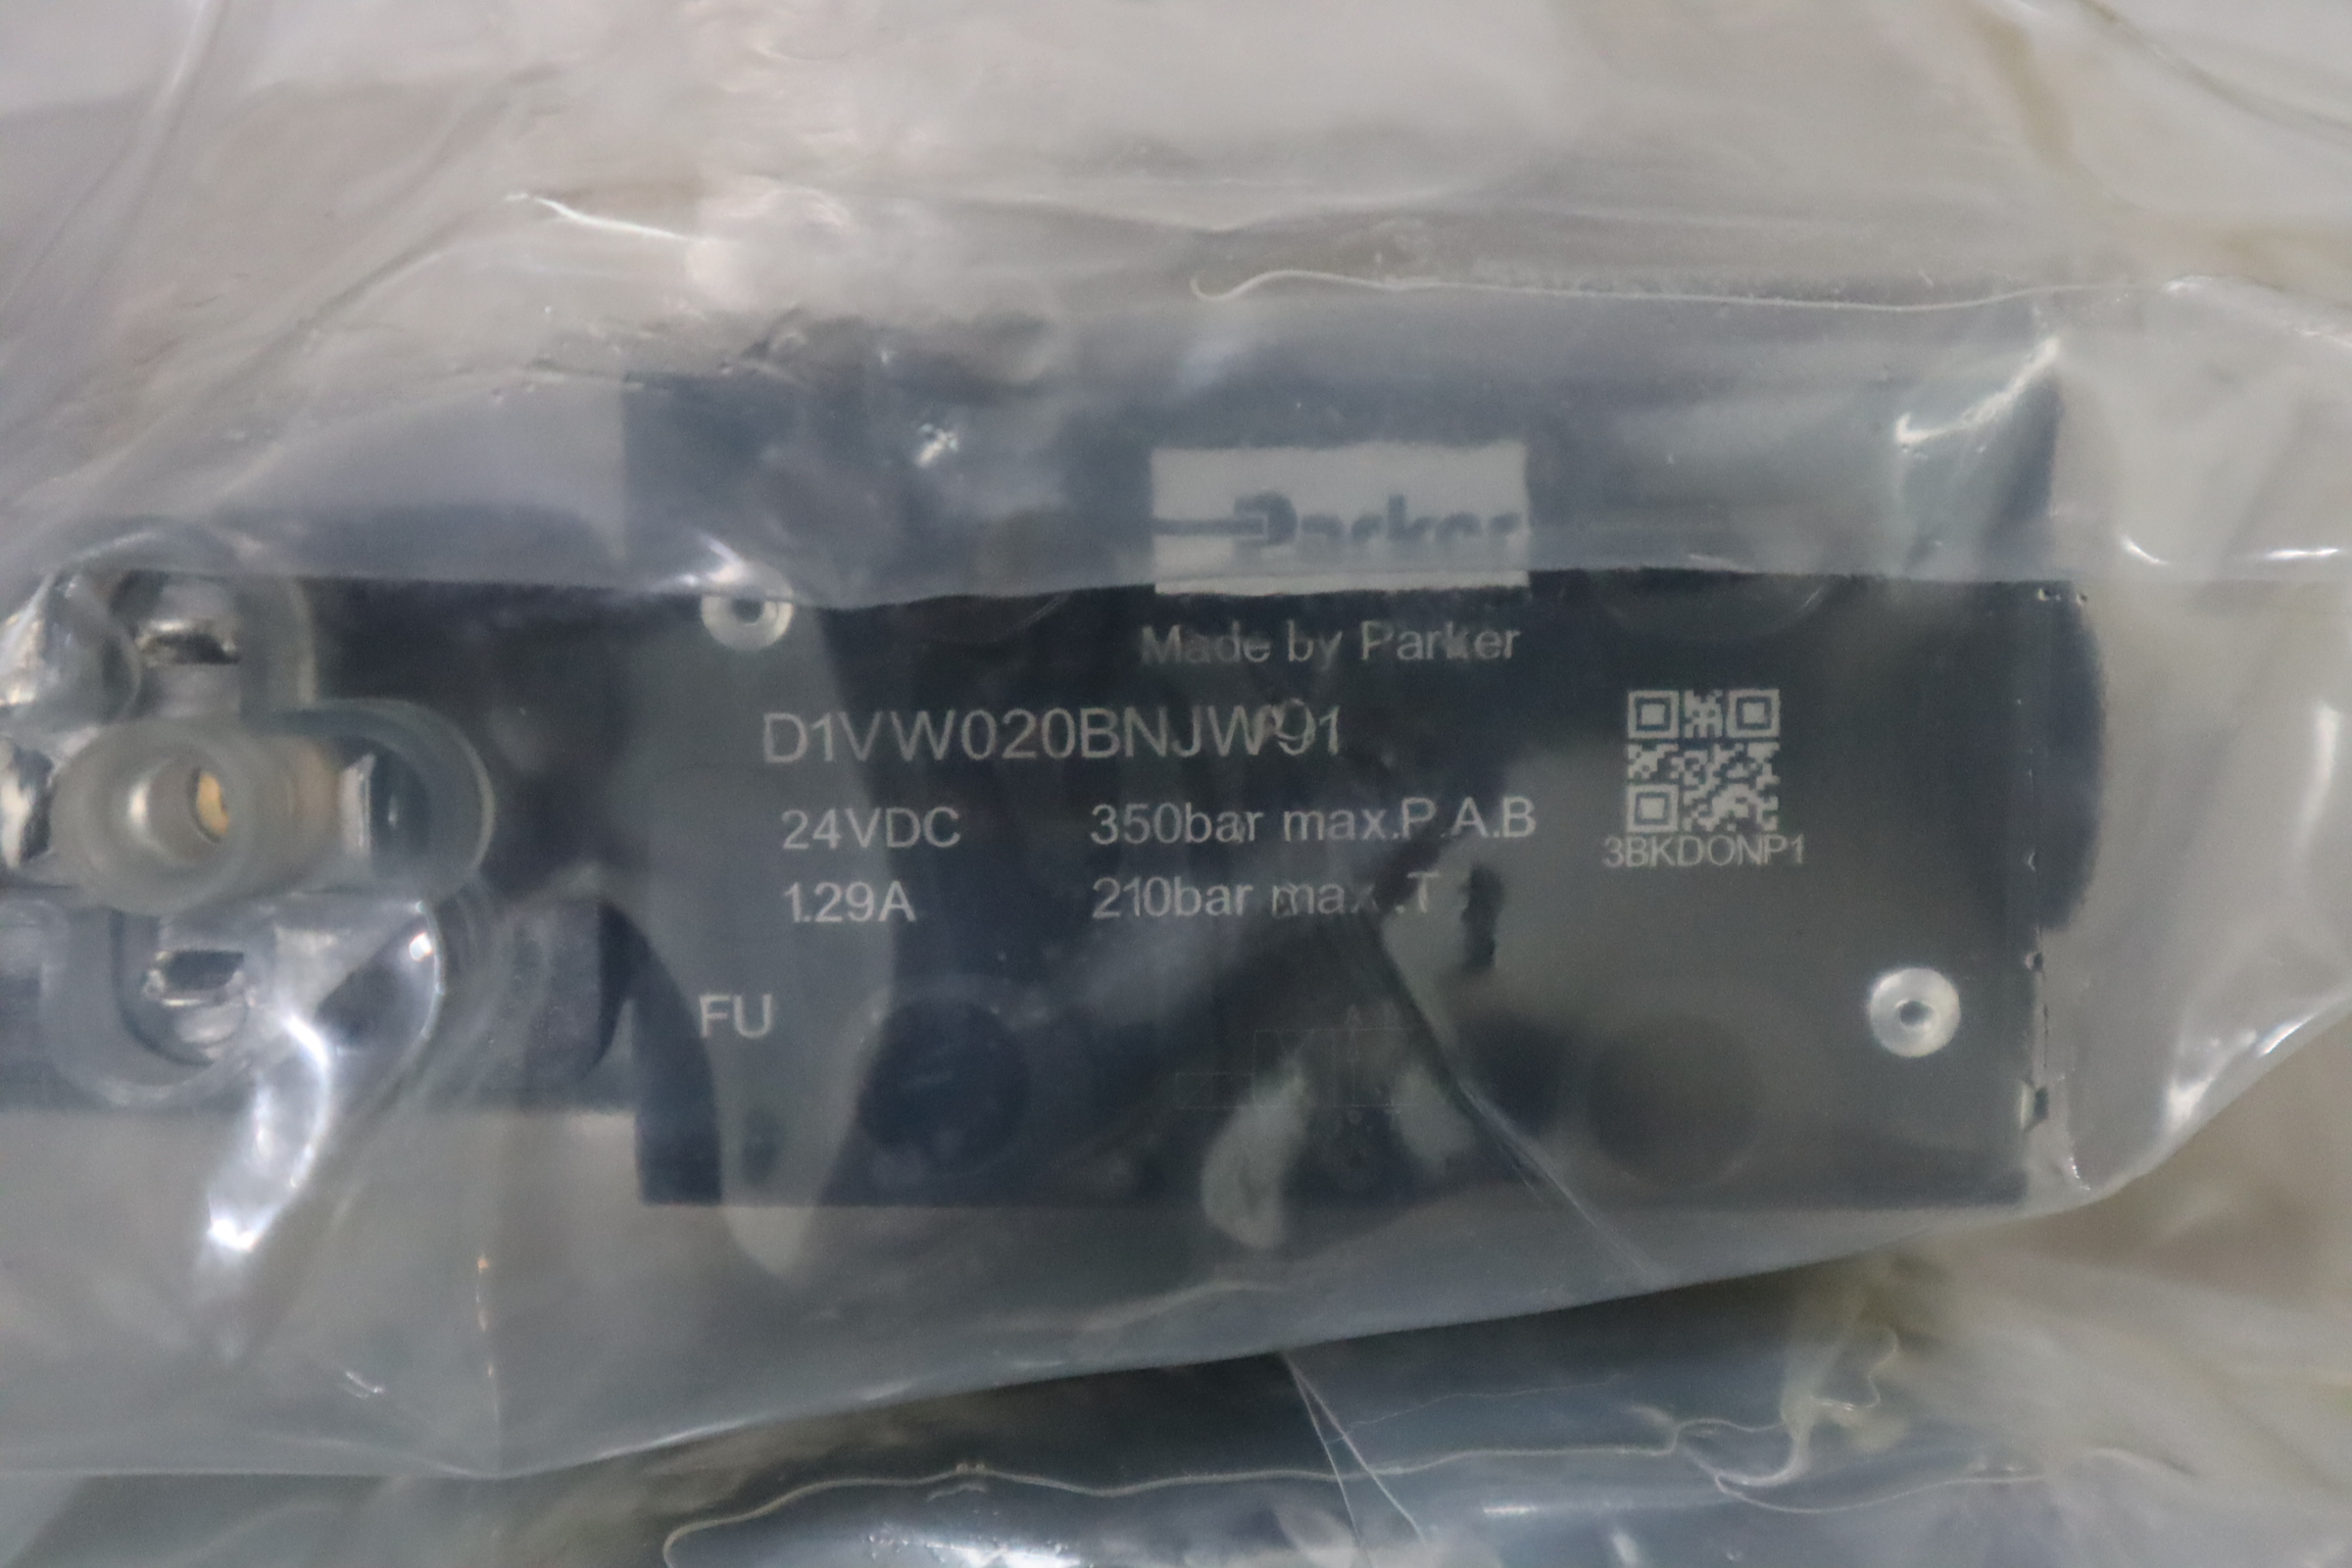 Parker
Made by Parker
D1VW020BNJW91
24VDC 350bar max.P.A.B
3BKDONP1
1.29A 210bar max.T
FU
A